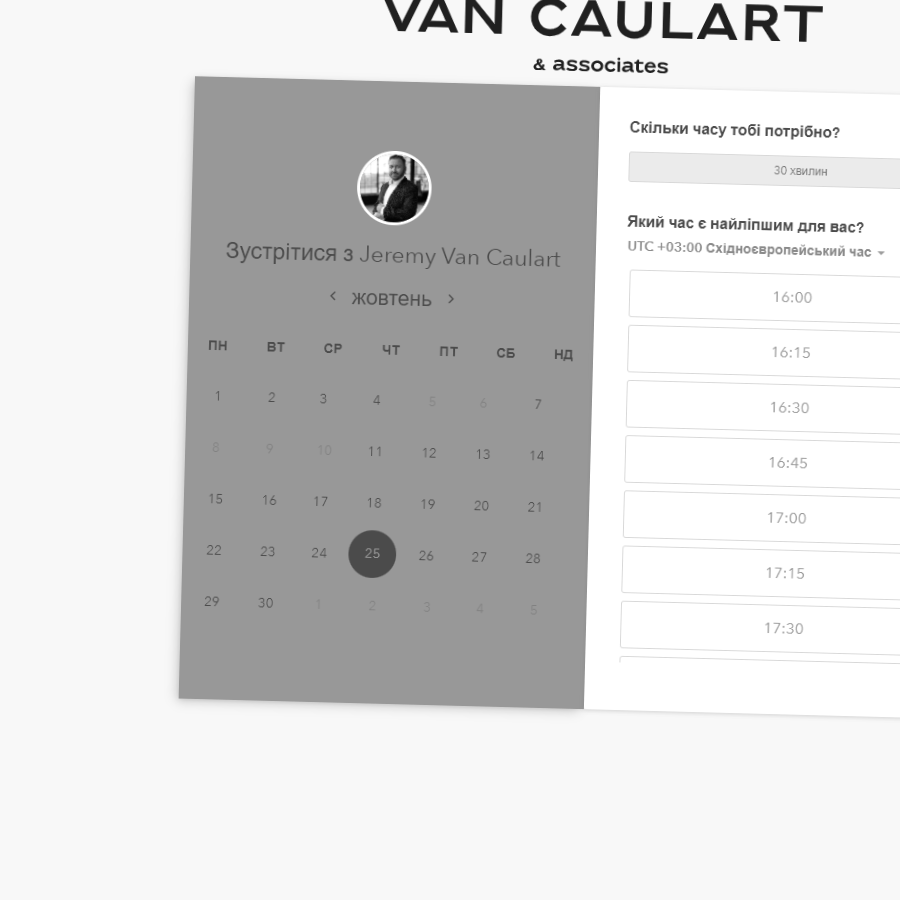 VAN CAULART
& associates
Зустрітися з Jeremy Van Caulart
‹ жовтень ›
ПН ВТ СР ЧТ ПТ СБ НД
1 2 3 4 5 6 7
8 9 10 11 12 13 14
15 16 17 18 19 20 21
22 23 24 25 26 27 28
29 30 1 2 3 4 5
Скільки часу тобі потрібно?
30 хвилин
Який час є найліпшим для вас?
UTC +03:00 Східноєвропейський час
16:00
16:15
16:30
16:45
17:00
17:15
17:30